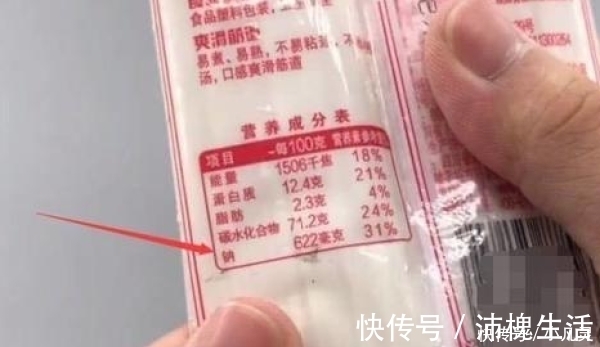 食品塑料包装
爽滑筋道
易煮、易熟、不易粘
汤，口感爽滑筋道
营养成分表
项目 每100克 营养素参考
能量 1506千焦 18%
蛋白质 12.4克 21%
脂肪 2.3克 4%
碳水化合物 71.2克 24%
钠 622毫克 31%
快传号／沛槐生活